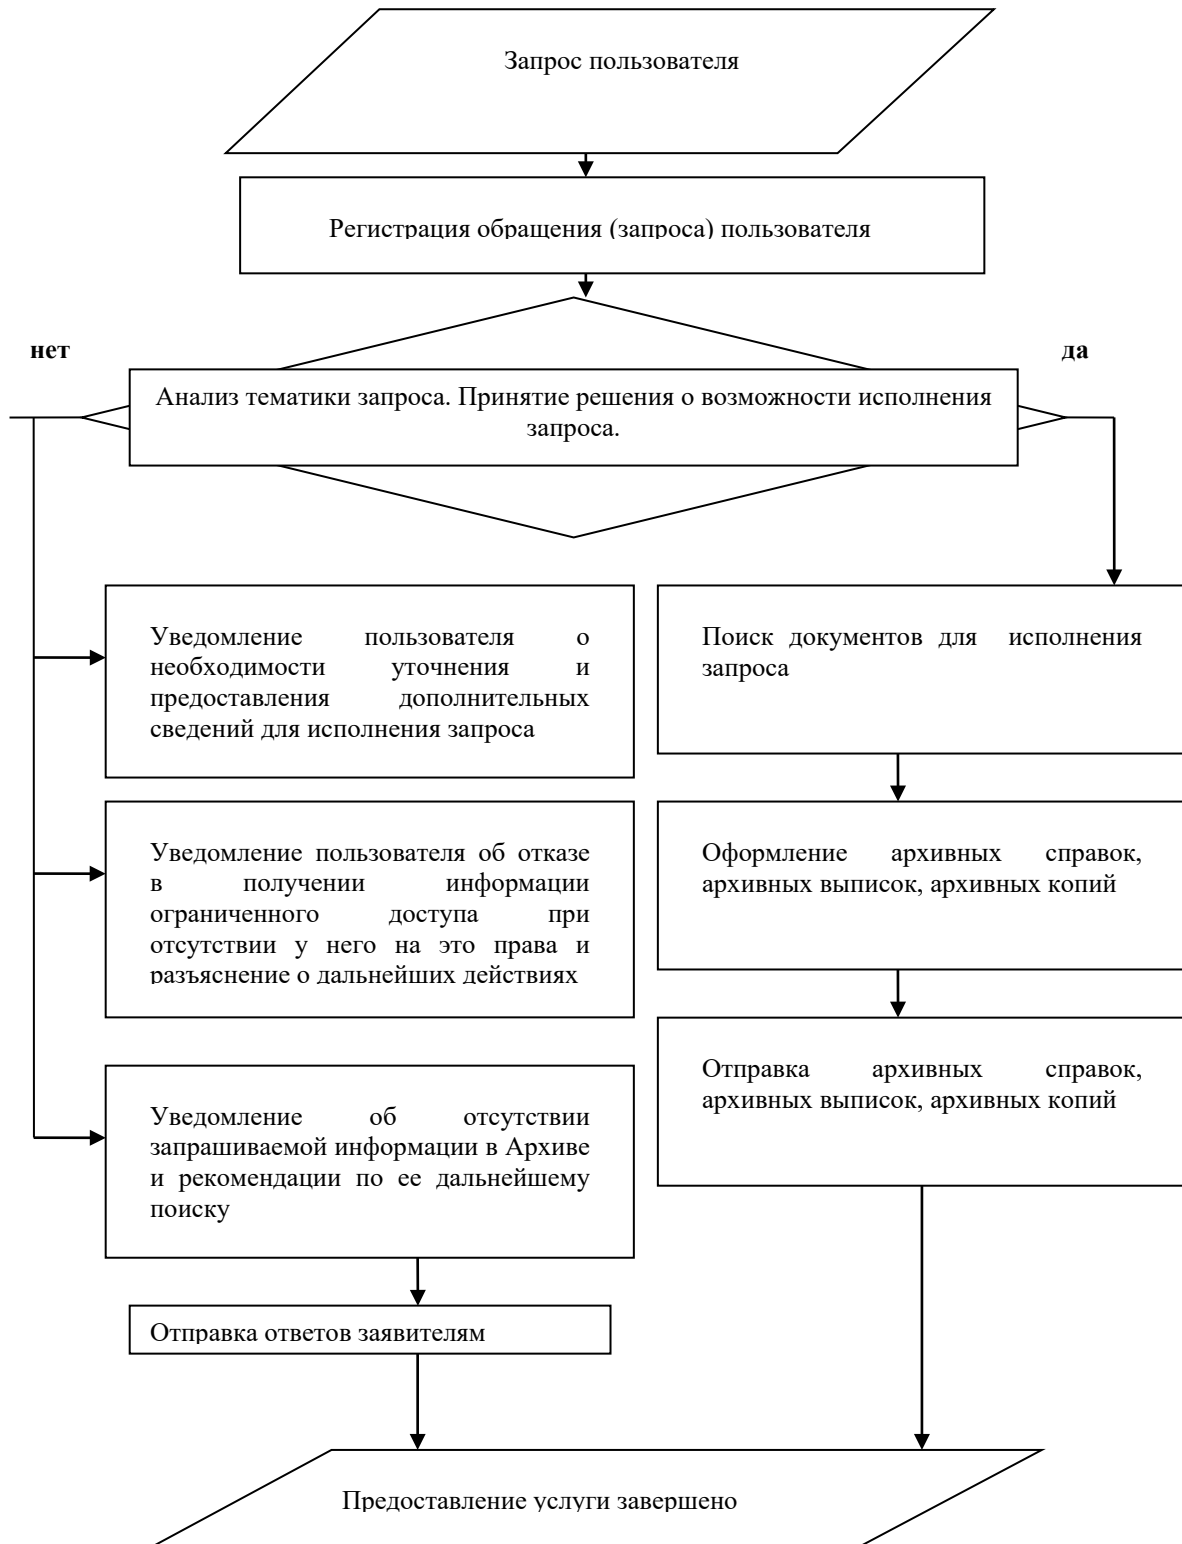 Запрос пользователя
Регистрация обращения (запроса) пользователя
нет
да
Анализ тематики запроса. Принятие решения о возможности исполнения
запроса.
Уведомление пользователя о
необходимости уточнения и
предоставления дополнительных
сведений для исполнения запроса
Поиск документов для исполнения
запроса
Уведомление пользователя об отказе
в получении информации
ограниченного доступа при
отсутствии у него на это права и
разъяснение о дальнейших действиях
Оформление архивных справок,
архивных выписок, архивных копий
Отправка архивных справок,
архивных выписок, архивных копий
Уведомление об отсутствии
запрашиваемой информации в Архиве
и рекомендации по ее дальнейшему
поиску
Отправка ответов заявителям
Предоставление услуги завершено